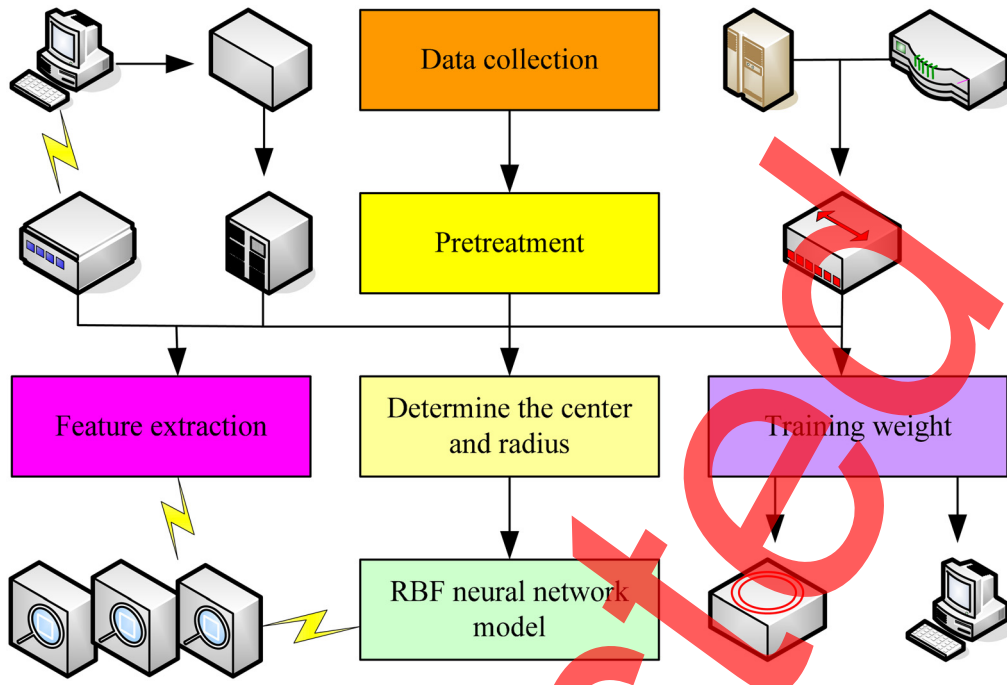 Data collection
Pretreatment
Feature extraction
Determine the center
and radius
Training weight
RBF neural network
model